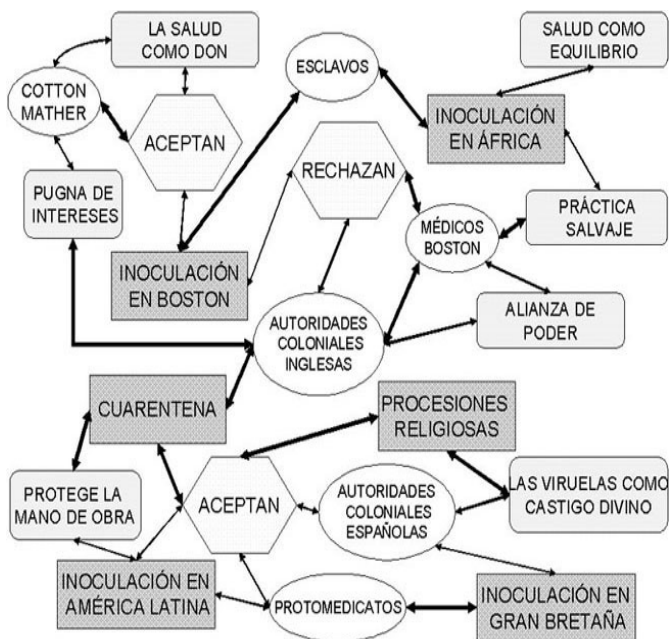 LA SALUD
COMO DON
SALUD COMO
EQUILIBRIO
ESCLAVOS
COTTON
MATHER
ACEPTAN
INOCULACIÓN
EN ÁFRICA
RECHAZAN
PUGNA DE
INTERESES
PRÁCTICA
SALVAJE
MÉDICOS
BOSTON
INOCULACIÓN
EN BOSTON
ALIANZA DE
PODER
AUTORIDADES
COLONIALES
INGLESAS
CUARENTENA
PROCESIONES
RELIGIOSAS
PROTEGE LA
MANO DE OBRA
ACEPTAN
AUTORIDADES
COLONIALES
ESPAÑOLAS
LAS VIRUELAS COMO
CASTIGO DIVINO
INOCULACIÓN EN
AMÉRICA LATINA
PROTOMEDICATOS
INOCULACIÓN EN
GRAN BRETAÑA